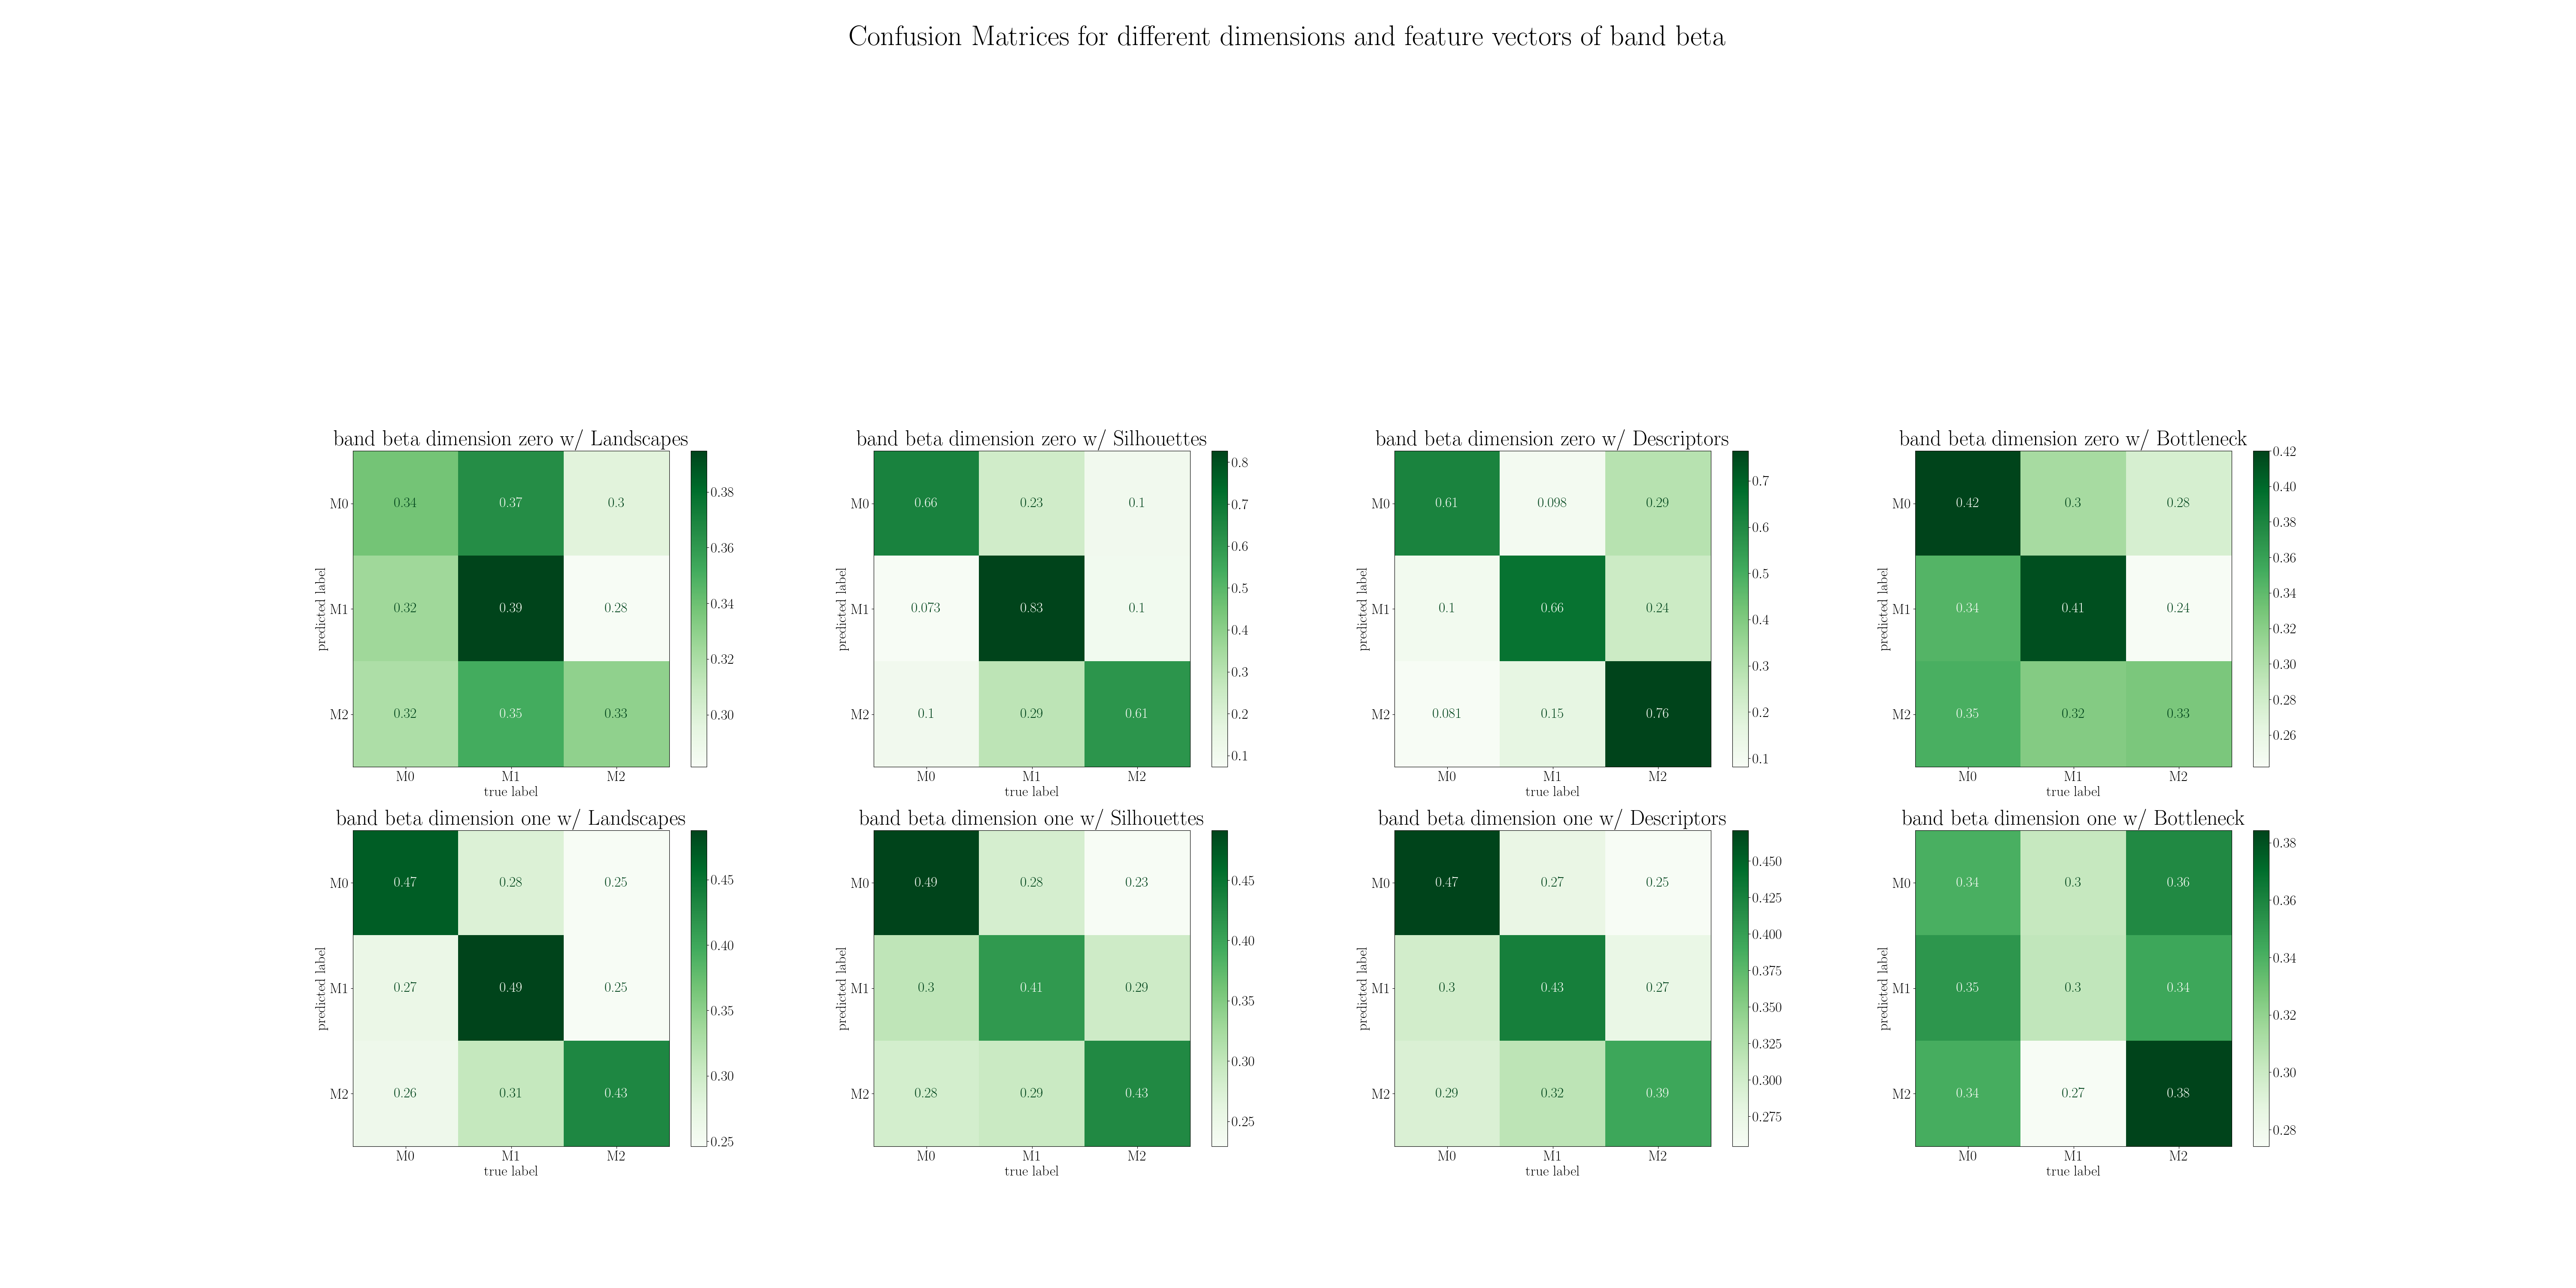 Confusion Matrices for different dimensions and feature vectors of band beta
band beta dimension zero w/ Landscapes
M0 0.34 0.37 0.3
M1 0.32 0.39 0.28
M2 0.32 0.35 0.33
M0 M1 M2
true label
predicted label
0.38
0.36
0.34
0.32
0.30
band beta dimension zero w/ Silhouettes
M0 0.66 0.23 0.1
M1 0.073 0.83 0.1
M2 0.1 0.29 0.61
M0 M1 M2
true label
predicted label
0.8
0.7
0.6
0.5
0.4
0.3
0.2
0.1
band beta dimension zero w/ Descriptors
M0 0.61 0.098 0.29
M1 0.1 0.66 0.24
M2 0.081 0.15 0.76
M0 M1 M2
true label
predicted label
0.7
0.6
0.5
0.4
0.3
0.2
0.1
band beta dimension zero w/ Bottleneck
M0 0.42 0.3 0.28
M1 0.34 0.41 0.24
M2 0.35 0.32 0.33
M0 M1 M2
true label
predicted label
0.42
0.40
0.38
0.36
0.34
0.32
0.30
0.28
0.26
band beta dimension one w/ Landscapes
M0 0.47 0.28 0.25
M1 0.27 0.49 0.25
M2 0.26 0.31 0.43
M0 M1 M2
true label
predicted label
0.45
0.40
0.35
0.30
0.25
band beta dimension one w/ Silhouettes
M0 0.49 0.28 0.23
M1 0.3 0.41 0.29
M2 0.28 0.29 0.43
M0 M1 M2
true label
predicted label
0.45
0.40
0.35
0.30
0.25
band beta dimension one w/ Descriptors
M0 0.47 0.27 0.25
M1 0.3 0.43 0.27
M2 0.29 0.32 0.39
M0 M1 M2
true label
predicted label
0.450
0.425
0.400
0.375
0.350
0.325
0.300
0.275
band beta dimension one w/ Bottleneck
M0 0.34 0.3 0.36
M1 0.35 0.3 0.34
M2 0.34 0.27 0.38
M0 M1 M2
true label
predicted label
0.38
0.36
0.34
0.32
0.30
0.28